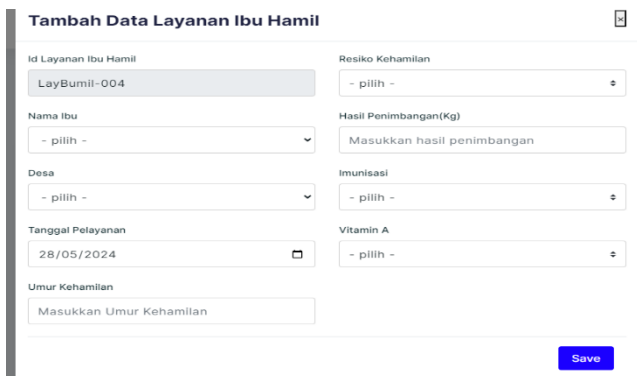 Tambah Data Layanan Ibu Hamil
Id Layanan Ibu Hamil
LayBumil-004
Nama Ibu
- pilih -
Desa
- pilih -
Tanggal Pelayanan
28/05/2024
Umur Kehamilan
Masukkan Umur Kehamilan
Resiko Kehamilan
- pilih -
Hasil Penimbangan(Kg)
Masukkan hasil penimbangan
Imunisasi
- pilih -
Vitamin A
- pilih -
Save